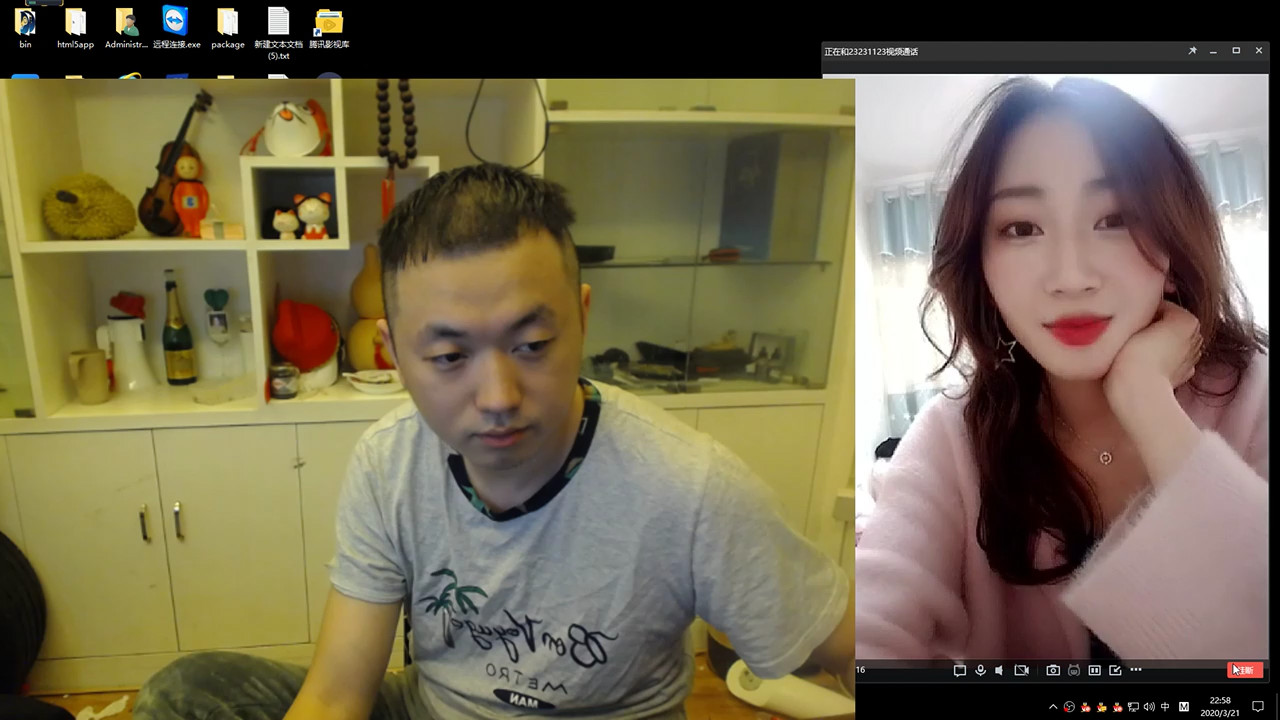 bin
html5app
Administr...
远程连接.exe
package
新建文本文档
(5).txt
腾讯影视库
正在和23231123视频通话
Bon Voyage
METRO
MAN
16
挂断
中
M
22:58
2020/3/21